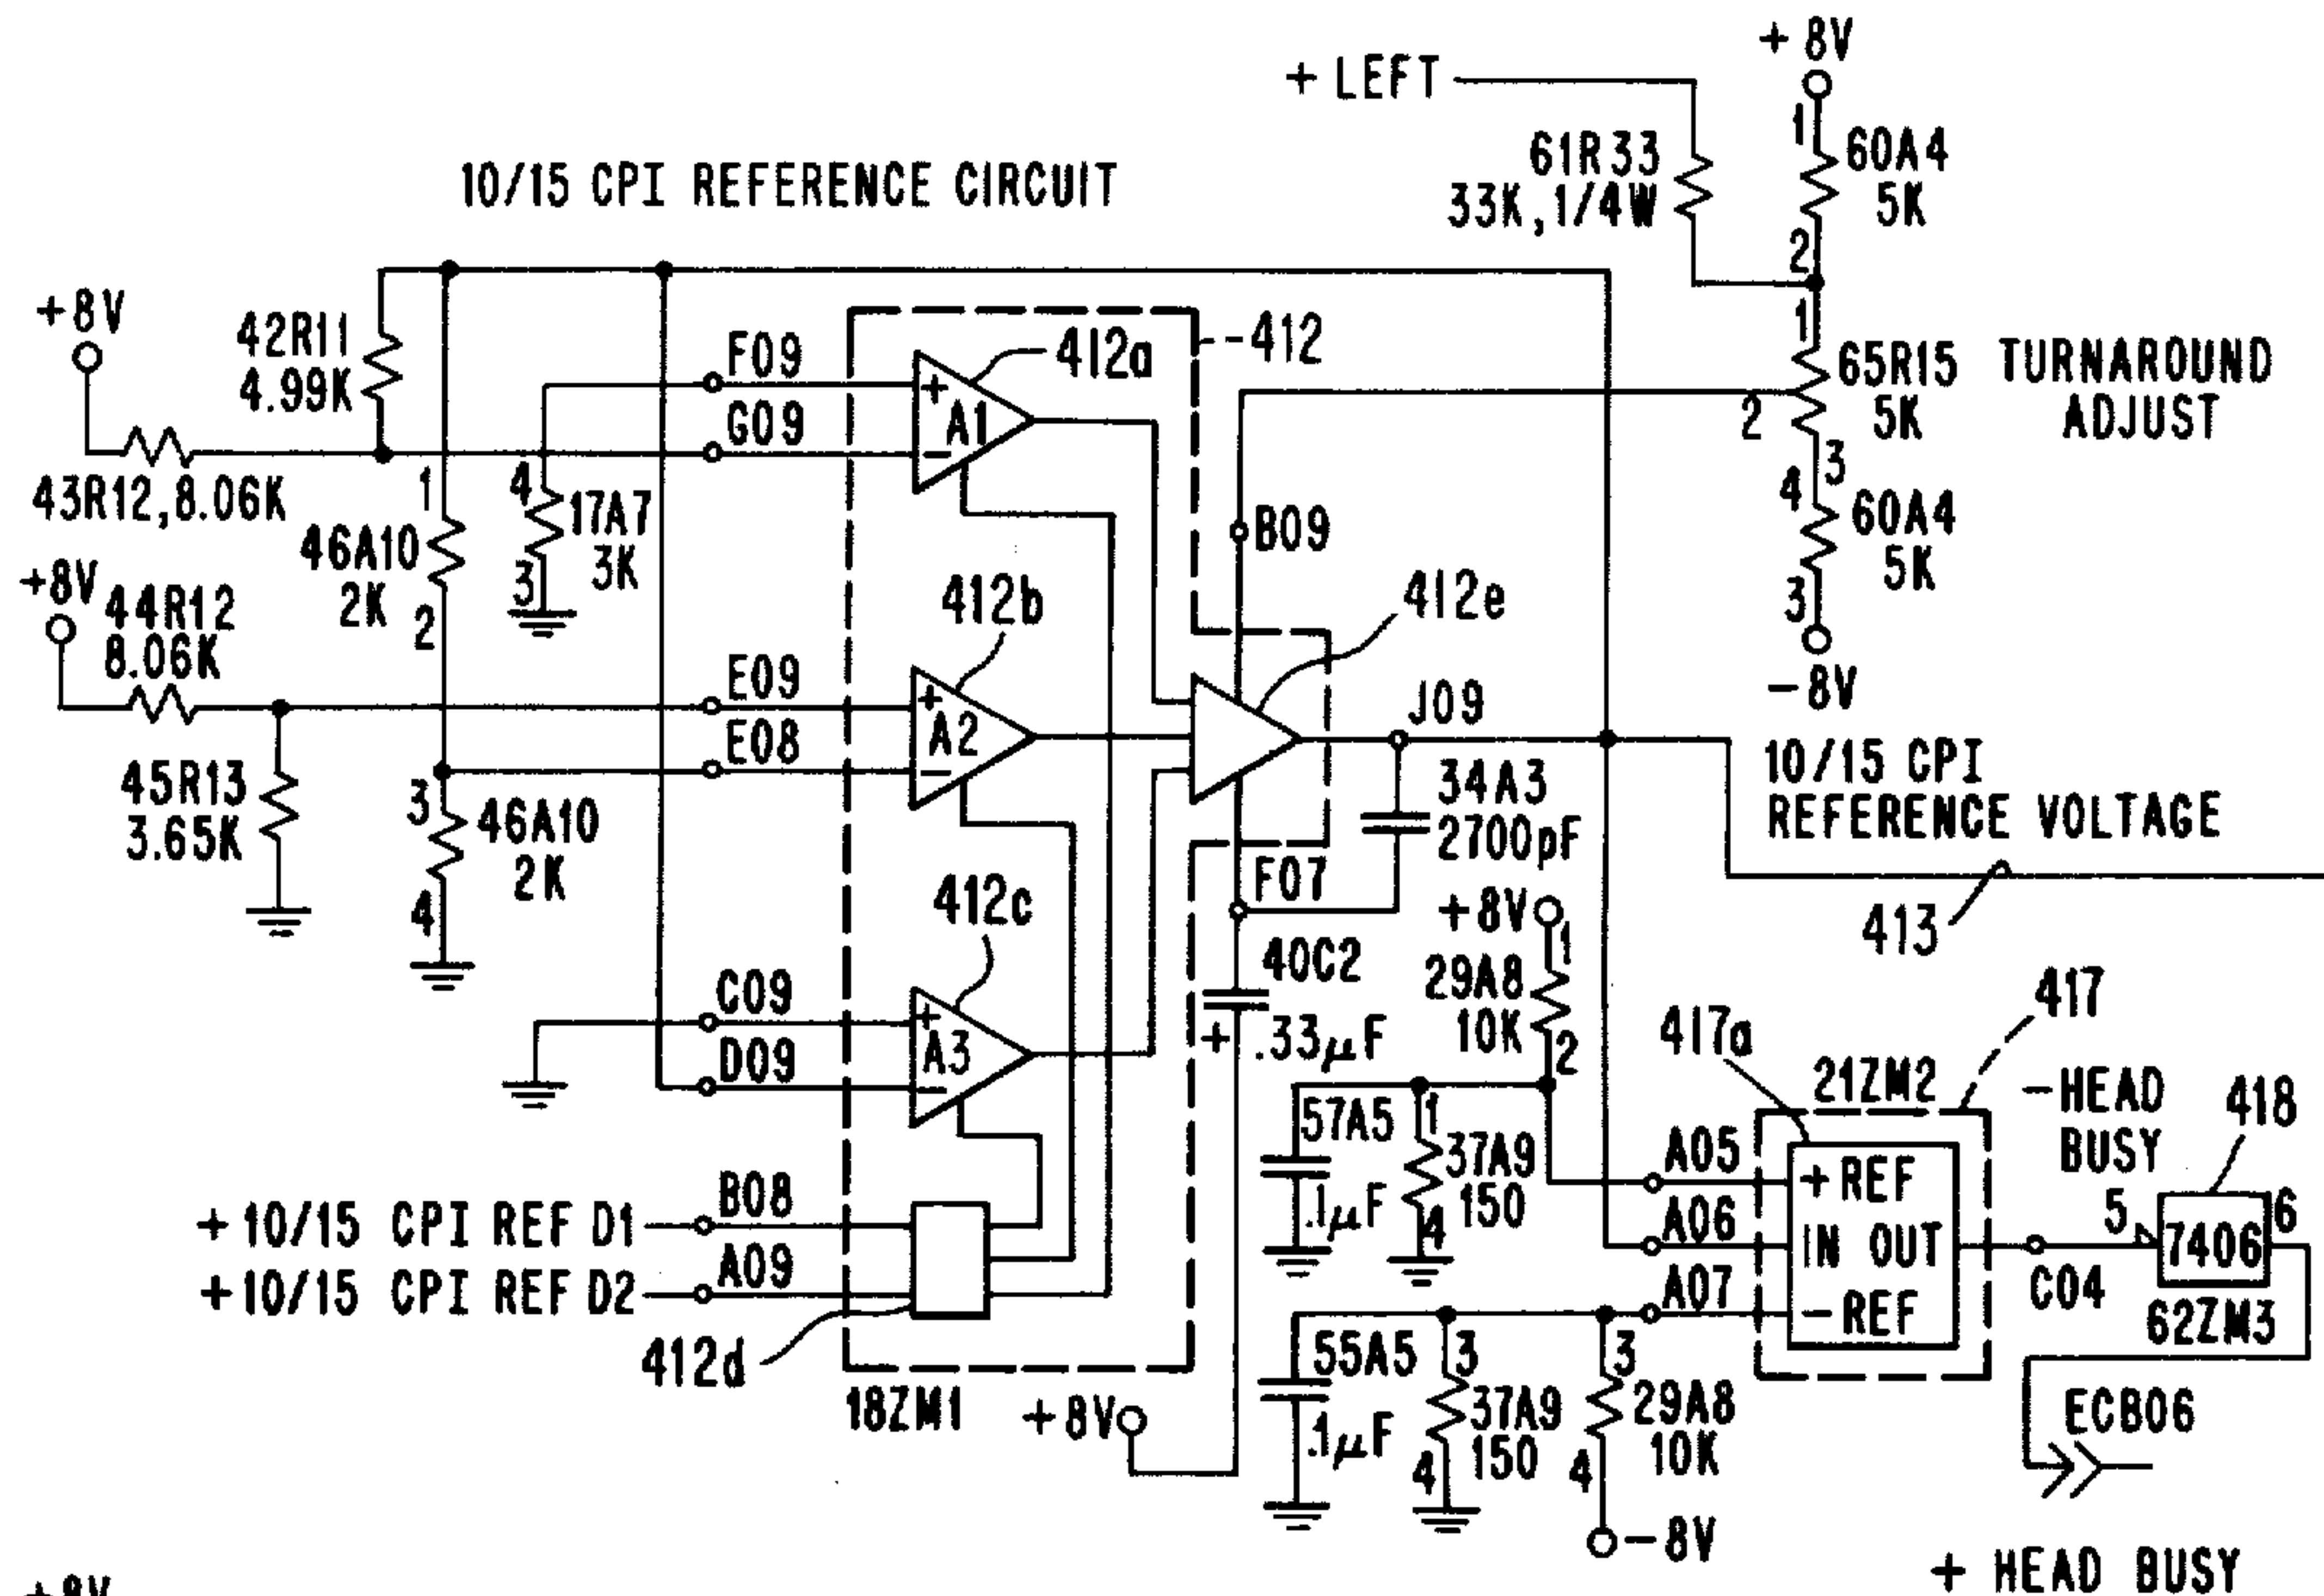 + LEFT
+8V
1
60A4
5K
2
61R33
33K,1/4W
10/15 CPI REFERENCE CIRCUIT
+8V
42R11
4.99K
43R12,8.06K
F09
G09
+
A1
-
412a
--412
1
65R15
5K
TURNAROUND
ADJUST
2
3
4
60A4
5K
3
-8V
1
46A10
2K
2
4
17A7
3K
3
B09
+8V
44R12
8.06K
412b
412e
E09
E08
+
A2
-
J09
45R13
3.65K
3
46A10
2K
4
34A3
2700pF
10/15 CPI
REFERENCE VOLTAGE
413
412c
F07
40C2
+
.33µF
+8V
1
29A8
10K
2
C09
D09
+
A3
-
417a
417
21ZM2
-HEAD
BUSY
418
57A5
.1µF
1
37A9
150
4
A05
A06
A07
+REF
IN OUT
-REF
5
7406
6
C04
62ZM3
+10/15 CPI REF D1
B08
+10/15 CPI REF D2
A09
412d
18ZM1
+8V
55A5
.1µF
3
37A9
150
4
3
29A8
10K
4
-8V
ECB06
+8V
+ HEAD BUSY